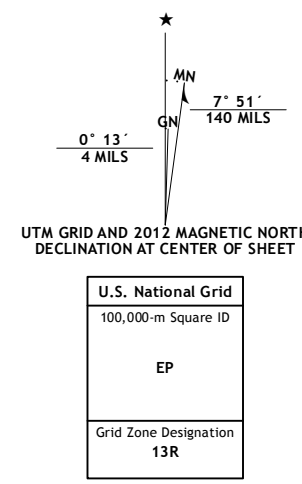 ★
MN
7° 51´
140 MILS
GN
0° 13´
4 MILS
UTM GRID AND 2012 MAGNETIC NORTH
DECLINATION AT CENTER OF SHEET
U.S. National Grid
100,000-m Square ID
EP
Grid Zone Designation
13R